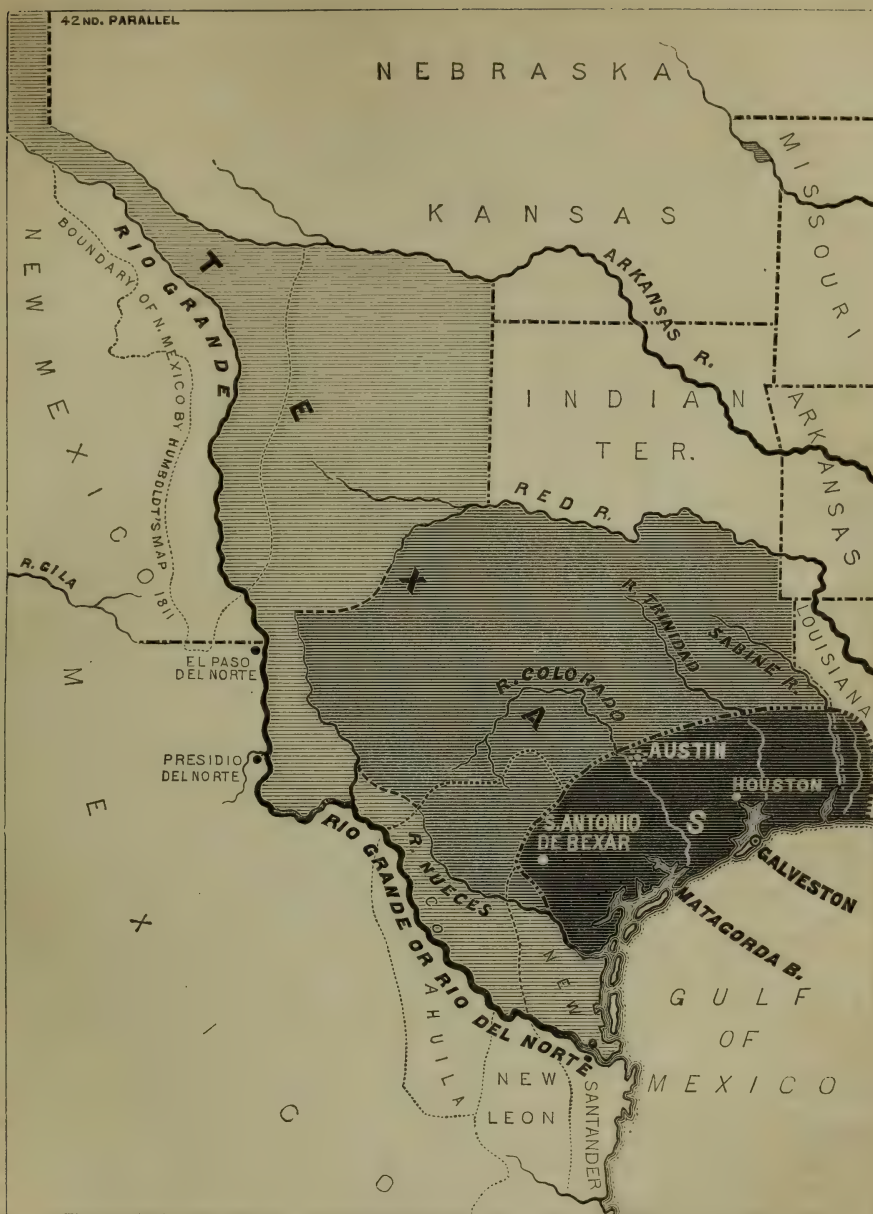 42ND. PARALLEL
NEBRASKA
MISSOURI
KANSAS
NEW MEXICO
BOUNDARY OF N. MEXICO BY HUMBOLDT'S MAP 1811
RIO GRANDE
TEXAS
ARKANSAS R.
INDIAN
TER.
ARKANSAS
RED R.
R. GILA
R. TRINIDAD
SABINE R.
LOUISIANA
EL PASO
DEL NORTE
R. COLORADO
MEXICO
AUSTIN
PRESIDIO
DEL NORTE
HOUSTON
S. ANTONIO
DE BEXAR
GALVESTON
RIO GRANDE OR RIO DEL NORTE
R. NUECES
MATAGORDA B.
COAHUILA
NEW SANTANDER
GULF
OF
MEXICO
NEW
LEON